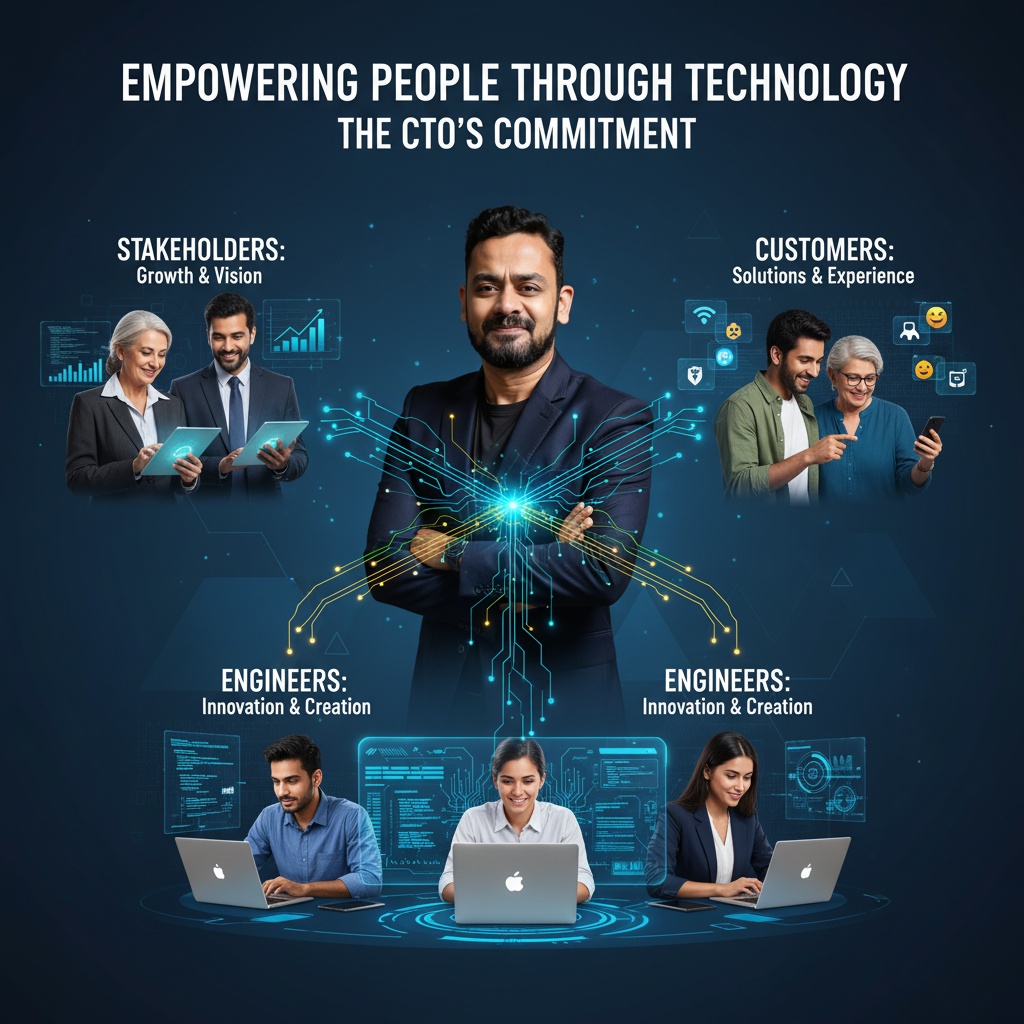 EMPOWERING PEOPLE THROUGH TECHNOLOGY
THE CTO'S COMMITMENT
STAKEHOLDERS:
Growth & Vision
CUSTOMERS:
Solutions & Experience
ENGINEERS:
Innovation & Creation
ENGINEERS:
Innovation & Creation